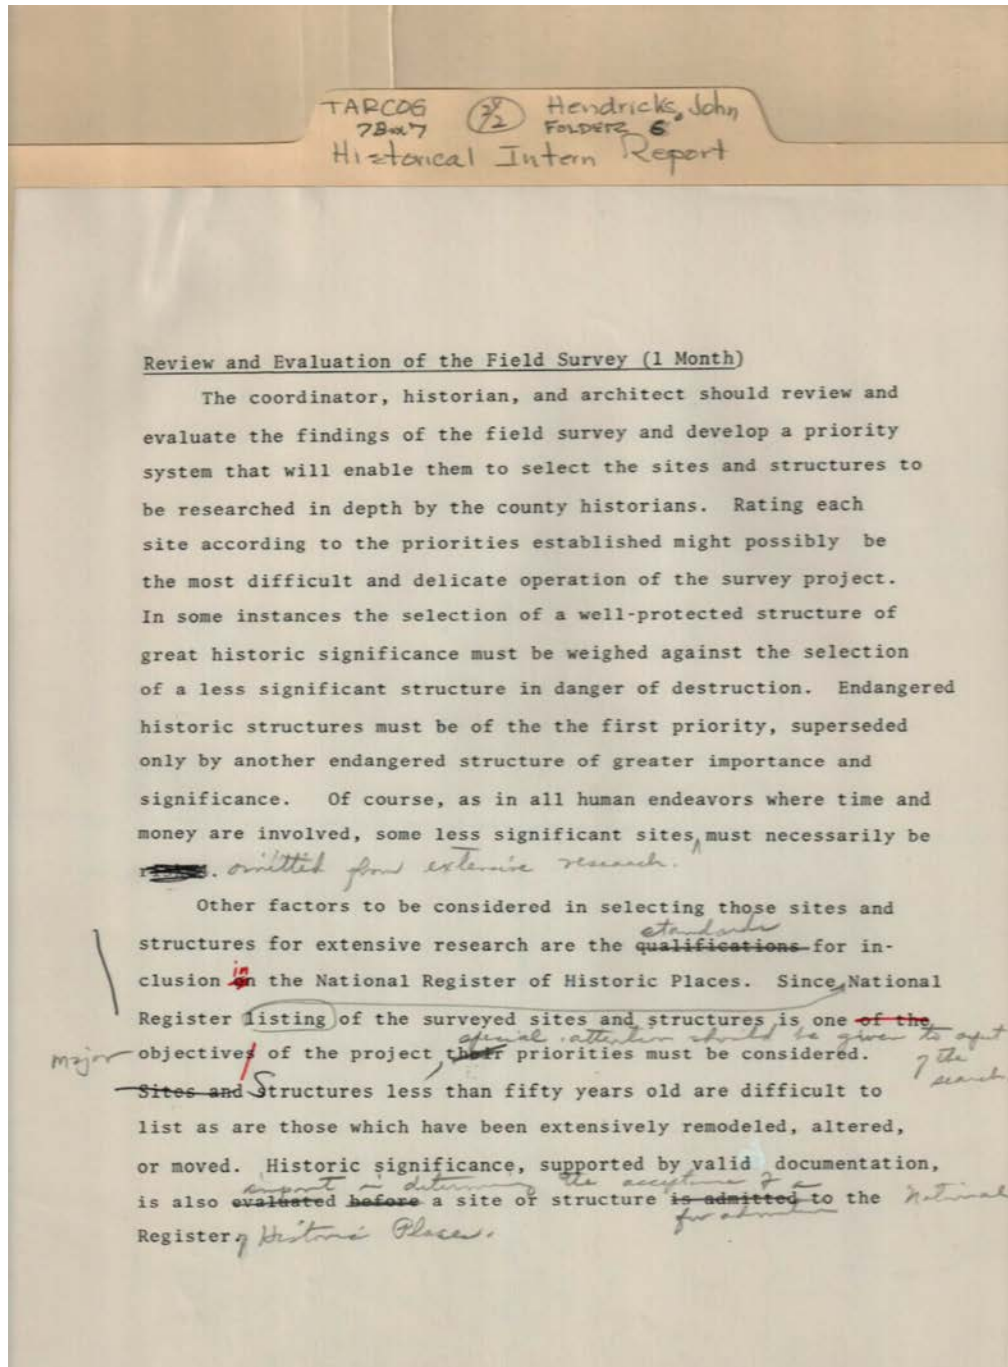 TARCOG Hendricks, John
7Box7 FOLDER 6
Historical Intern Report
Review and Evaluation of the Field Survey (1 Month)
The coordinator, historian, and architect should review and
evaluate the findings of the field survey and develop a priority
system that will enable them to select the sites and structures to
be researched in depth by the county historians. Rating each
site according to the priorities established might possibly be
the most difficult and delicate operation of the survey project.
In some instances the selection of a well-protected structure of
great historic significance must be weighed against the selection
of a less significant structure in danger of destruction. Endangered
historic structures must be of the the first priority, superseded
only by another endangered structure of greater importance and
significance. Of course, as in all human endeavors where time and
money are involved, some less significant sites must necessarily be
omitted from extensive research.
Other factors to be considered in selecting those sites and
standards
structures for extensive research are the qualifications for in-
in
clusion on the National Register of Historic Places. Since National
Register listing of the surveyed sites and structures is one of the
special attention should be given to
major objectives of the project, their priorities must be considered.
of the
search
Sites and Structures less than fifty years old are difficult to
list as are those which have been extensively remodeled, altered,
or moved. Historic significance, supported by valid documentation,
in determining the acceptance of a
is also evaluated before a site or structure is admitted to the National
for
Register of Historic Places.